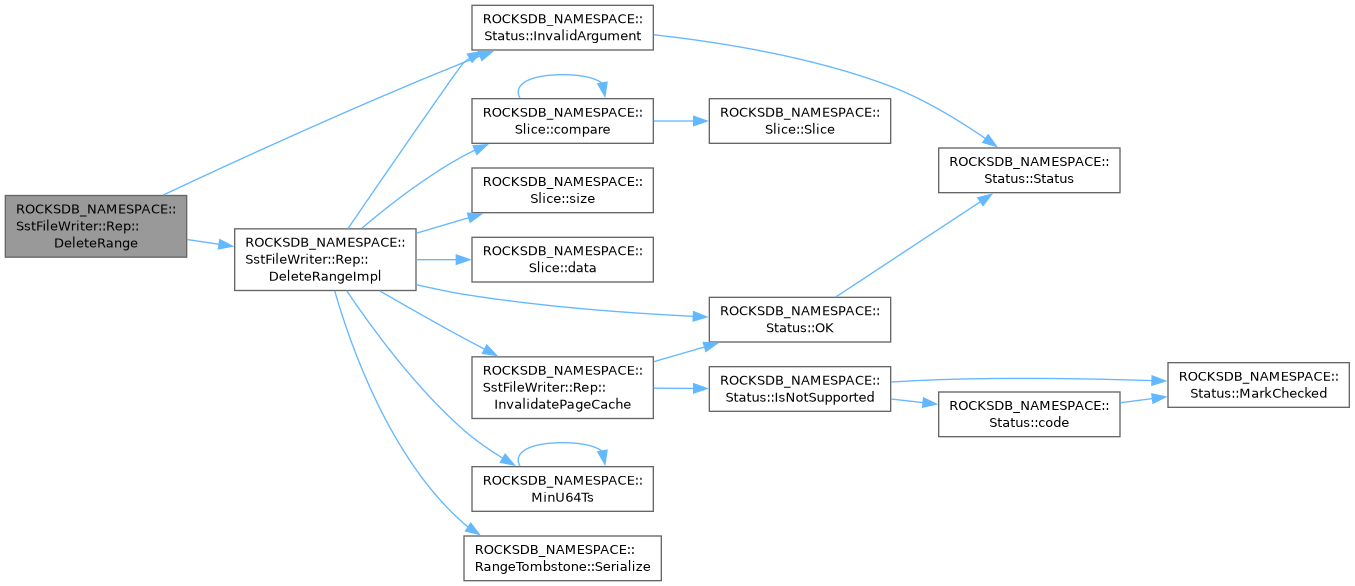 ROCKSDB_NAMESPACE::
SstFileWriter::Rep::
DeleteRange
ROCKSDB_NAMESPACE::
SstFileWriter::Rep::
DeleteRangeImpl
ROCKSDB_NAMESPACE::
Status::InvalidArgument
ROCKSDB_NAMESPACE::
Slice::compare
ROCKSDB_NAMESPACE::
Slice::size
ROCKSDB_NAMESPACE::
Slice::data
ROCKSDB_NAMESPACE::
SstFileWriter::Rep::
InvalidatePageCache
ROCKSDB_NAMESPACE::
MinU64Ts
ROCKSDB_NAMESPACE::
RangeTombstone::Serialize
ROCKSDB_NAMESPACE::
Slice::Slice
ROCKSDB_NAMESPACE::
Status::OK
ROCKSDB_NAMESPACE::
Status::IsNotSupported
ROCKSDB_NAMESPACE::
Status::Status
ROCKSDB_NAMESPACE::
Status::code
ROCKSDB_NAMESPACE::
Status::MarkChecked